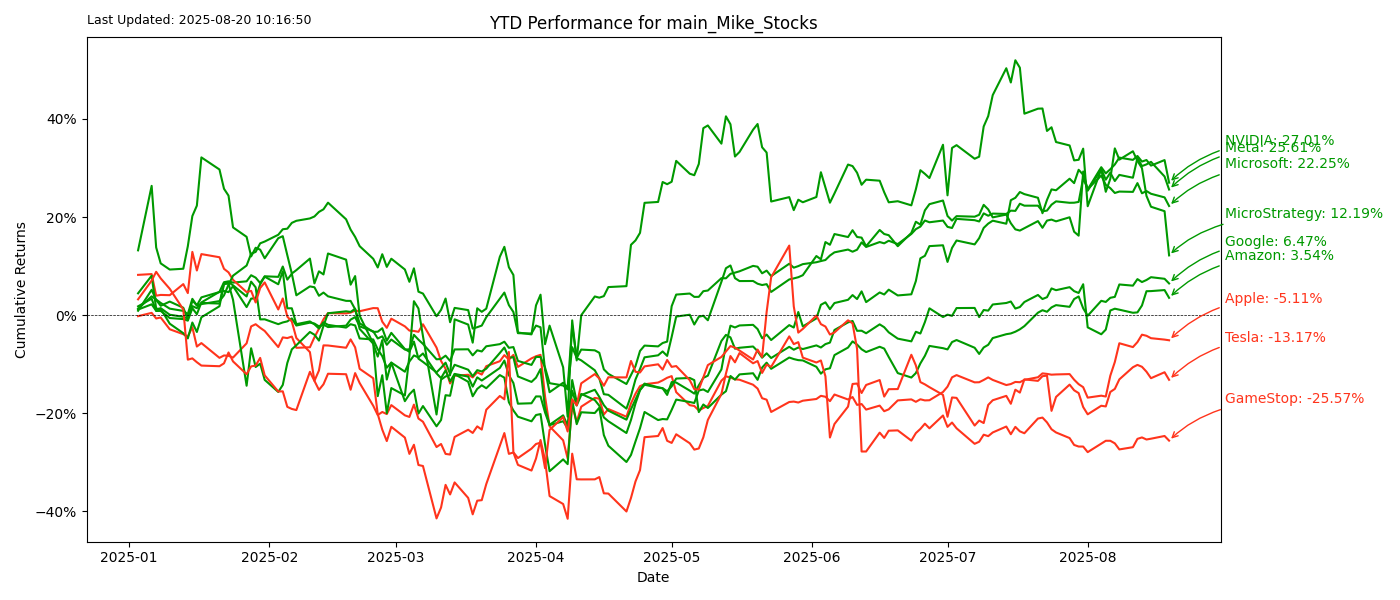 Last Updated: 2025-08-20 10:16:50
YTD Performance for main_Mike_Stocks
Cumulative Returns
40%
20%
0%
−20%
−40%
NVIDIA: 27.01%
Meta: 25.61%
Microsoft: 22.25%
MicroStrategy: 12.19%
Google: 6.47%
Amazon: 3.54%
Apple: -5.11%
Tesla: -13.17%
GameStop: -25.57%
2025-01 2025-02 2025-03 2025-04 2025-05 2025-06 2025-07 2025-08
Date